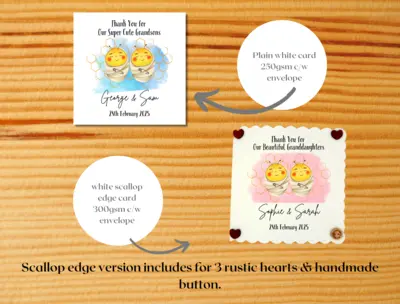 Thank You for
Our Super Cute Grandsons
George & Sam
24th February 2025
Plain white card
250gsm c/w
envelope
Thank You for
Our Beautiful Granddaughters
Sophie & Sarah
24th February 2025
white scallop
edge card
300gsm c/w
envelope
Scallop edge version includes for 3 rustic hearts & handmade
button.